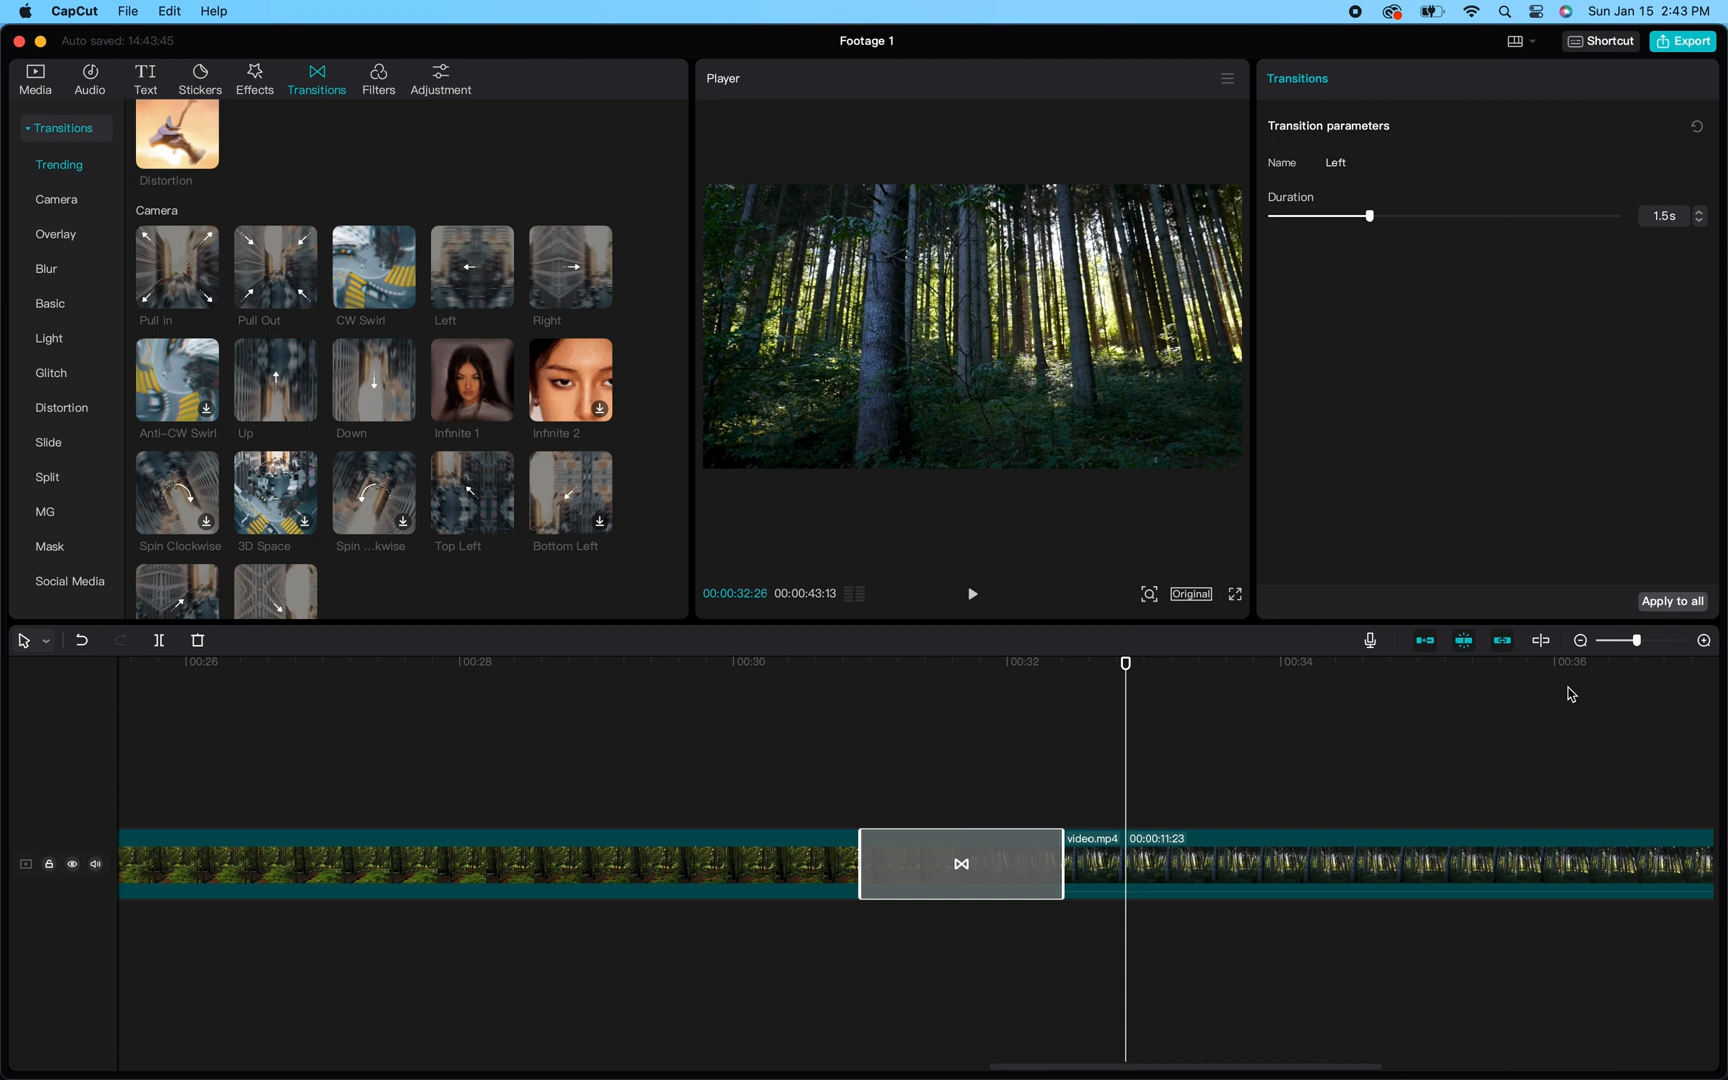 CapCut File Edit Help Sun Jan 15 2:43 PM
Auto saved: 14:43:45 Footage 1 Shortcut Export
Media Audio Text Stickers Effects Transitions Filters Adjustment
Transitions
Trending
Camera
Overlay
Blur
Basic
Light
Glitch
Distortion
Slide
Split
MG
Mask
Social Media
Distortion
Camera
Pull in Pull Out CW Swirl Left Right
Anti-CW Swirl Up Down Infinite 1 Infinite 2
Spin Clockwise 3D Space Spin ...kwise Top Left Bottom Left
Player
00:00:32:26 00:00:43:13 Original
Transitions
Transition parameters
Name Left
Duration
1.5s
Apply to all
00:26 00:28 00:30 00:32 00:34 00:36
video.mp4 00:00:11:23